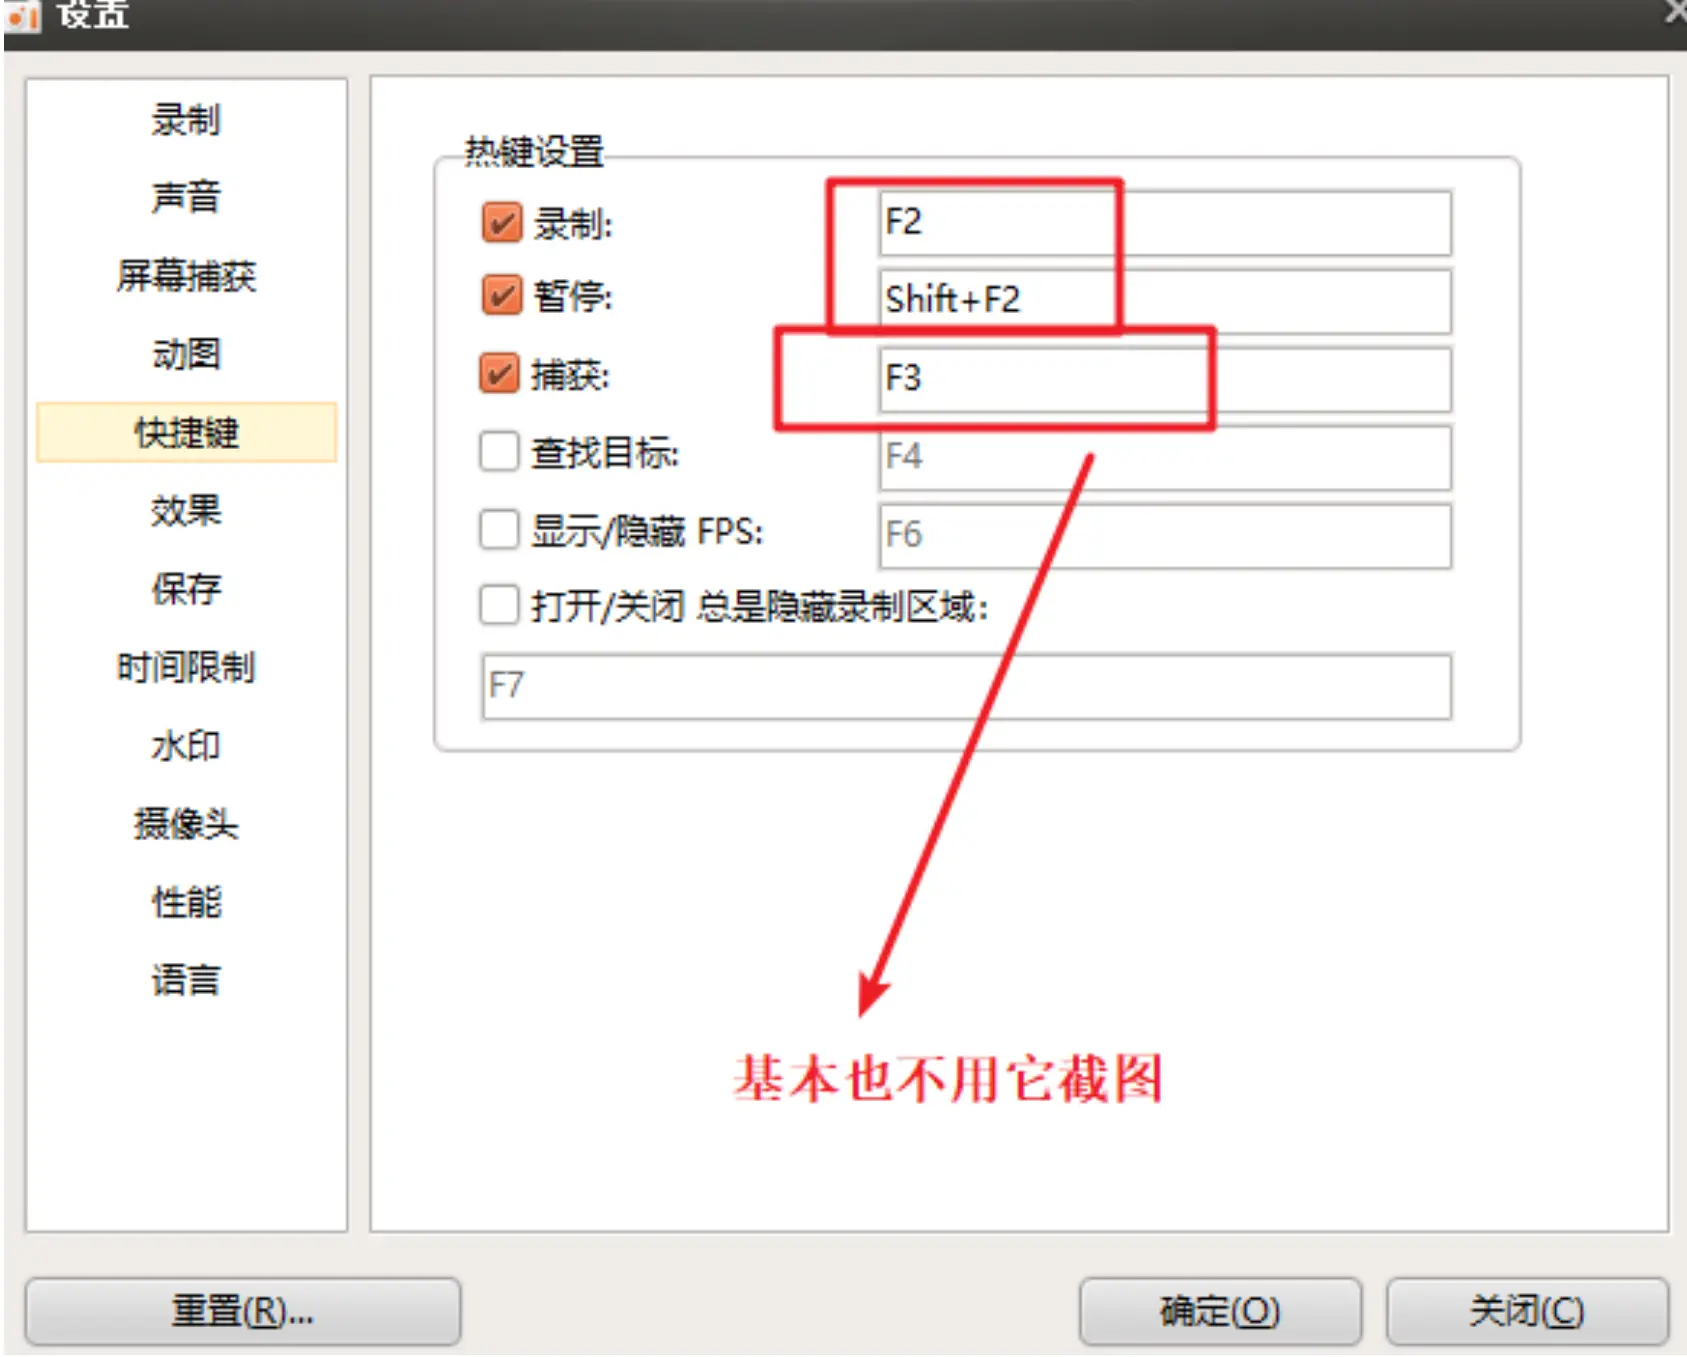 设置
录制
声音
屏幕捕获
动图
快捷键
效果
保存
时间限制
水印
摄像头
性能
语言
热键设置
录制: F2
暂停: Shift+F2
捕获: F3
查找目标: F4
显示/隐藏 FPS: F6
打开/关闭 总是隐藏录制区域:
F7
基本也不用它截图
重置(R)... 确定(O) 关闭(C)